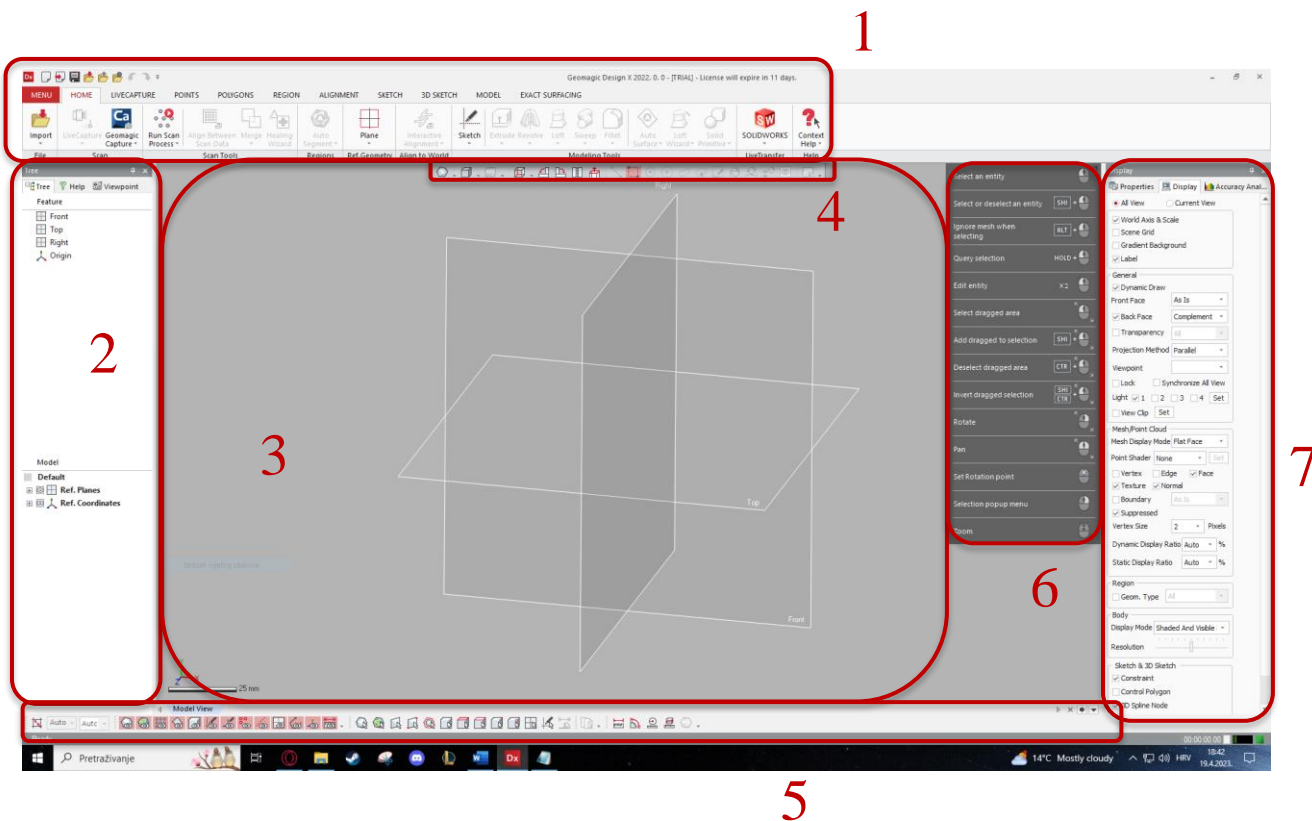 1
Geomagic Design X 2022. 0. 0 - [TRIAL] - License will expire in 11 days.
MENU HOME LIVECAPTURE POINTS POLYGONS REGION ALIGNMENT SKETCH 3D SKETCH MODEL EXACT SURFACING
Import LiveCapture Geomagic Capture Run Scan Process Align Between Scan Data Merge Healing Wizard Auto Segment Plane Interactive Alignment Sketch Extrude Revolve Loft Sweep Fillet Auto Surface Loft Wizard Solid Primitive SOLIDWORKS Context Help
File Scan Scan Tools Regions Ref.Geometry Align to World Modeling Tools LiveTransfer Help
Tree
Tree Help Viewpoint
Feature
Front
Top
Right
Origin
2
Model
Default
Ref. Planes
Ref. Coordinates
Right
Top
Front
3
25 mm
4
Select an entity
Select or deselect an entity SHI +
Ignore mesh when
selecting ALT +
Query selection HOLD +
Edit entity X2
Select dragged area
Add dragged to selection SHI +
Deselect dragged area CTR +
Invert dragged selection SHI CTR +
Rotate
Pan
Set Rotation point
Selection popup menu
Zoom
6
Display
Properties Display Accuracy Anal...
All View Current View
World Axis & Scale
Scene Grid
Gradient Background
Label
General
Dynamic Draw
Front Face As Is
Back Face Complement
Transparency All
Projection Method Parallel
Viewpoint
Lock Synchronize All View
Light 1 2 3 4 Set
View Clip Set
Mesh/Point Cloud
Mesh Display Mode Flat Face
Point Shader None Set
Vertex Edge Face
Texture Normal
Boundary As Is
Suppressed
Vertex Size 2 Pixels
Dynamic Display Ratio Auto %
Static Display Ratio Auto %
Region
Geom. Type All
Body
Display Mode Shaded And Visible
Resolution
Sketch & 3D Sketch
Constraint
Control Polygon
3D Spline Node
7
Model View
Auto Auto
Ready
00:00:00.00
Pretraživanje
14°C Mostly cloudy HRV 18:42
19.4.2023.
5